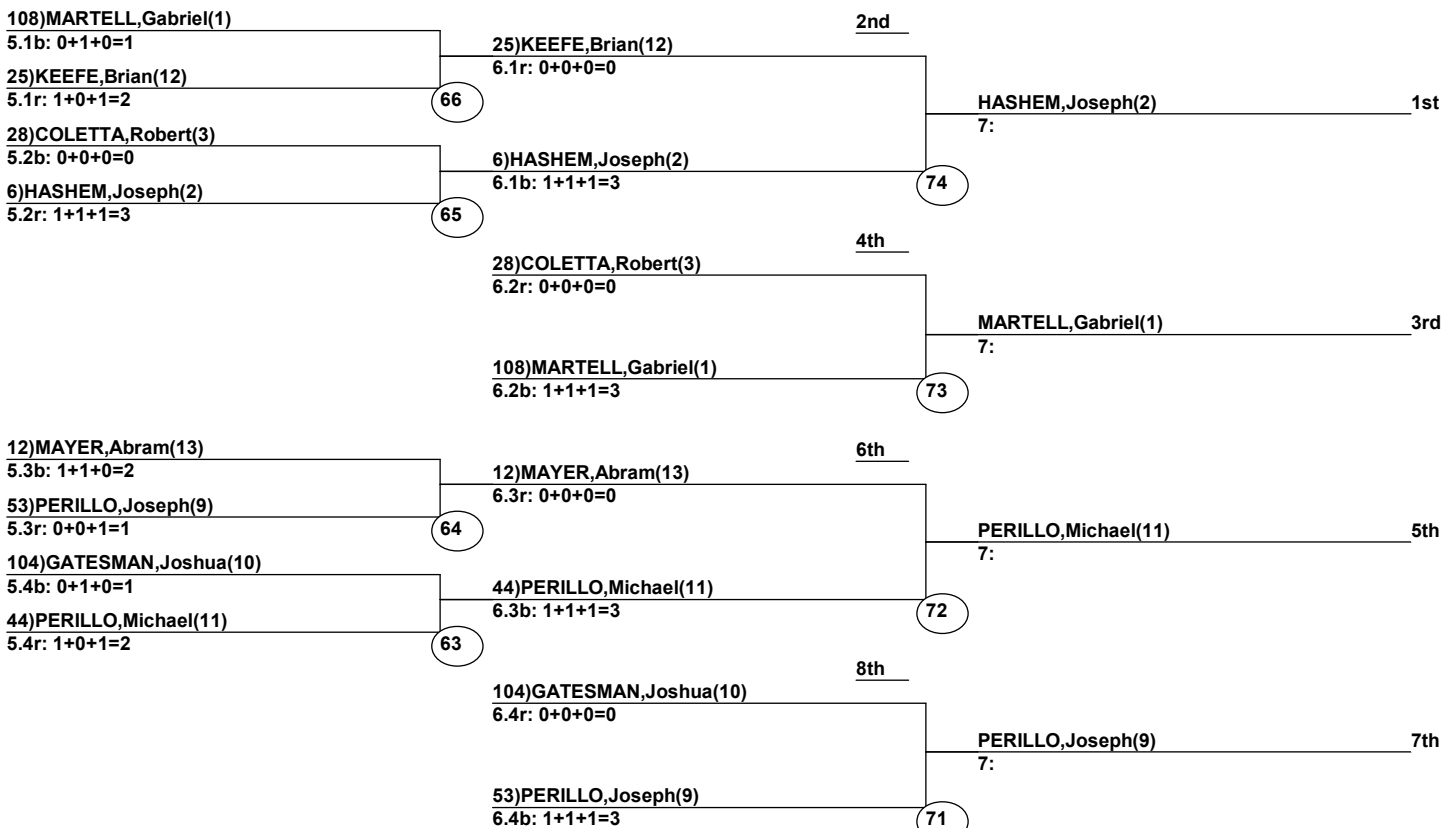 108)MARTELL,Gabriel(1)
5.1b: 0+1+0=1
25)KEEFE,Brian(12)
5.1r: 1+0+1=2
66
28)COLETTA,Robert(3)
5.2b: 0+0+0=0
6)HASHEM,Joseph(2)
5.2r: 1+1+1=3
65
25)KEEFE,Brian(12)
6.1r: 0+0+0=0
6)HASHEM,Joseph(2)
6.1b: 1+1+1=3
74
2nd
HASHEM,Joseph(2) 1st
7:
28)COLETTA,Robert(3)
6.2r: 0+0+0=0
108)MARTELL,Gabriel(1)
6.2b: 1+1+1=3
73
4th
MARTELL,Gabriel(1) 3rd
7:
12)MAYER,Abram(13)
5.3b: 1+1+0=2
53)PERILLO,Joseph(9)
5.3r: 0+0+1=1
64
104)GATESMAN,Joshua(10)
5.4b: 0+1+0=1
44)PERILLO,Michael(11)
5.4r: 1+0+1=2
63
12)MAYER,Abram(13)
6.3r: 0+0+0=0
44)PERILLO,Michael(11)
6.3b: 1+1+1=3
72
6th
PERILLO,Michael(11) 5th
7:
104)GATESMAN,Joshua(10)
6.4r: 0+0+0=0
53)PERILLO,Joseph(9)
6.4b: 1+1+1=3
71
8th
PERILLO,Joseph(9) 7th
7: